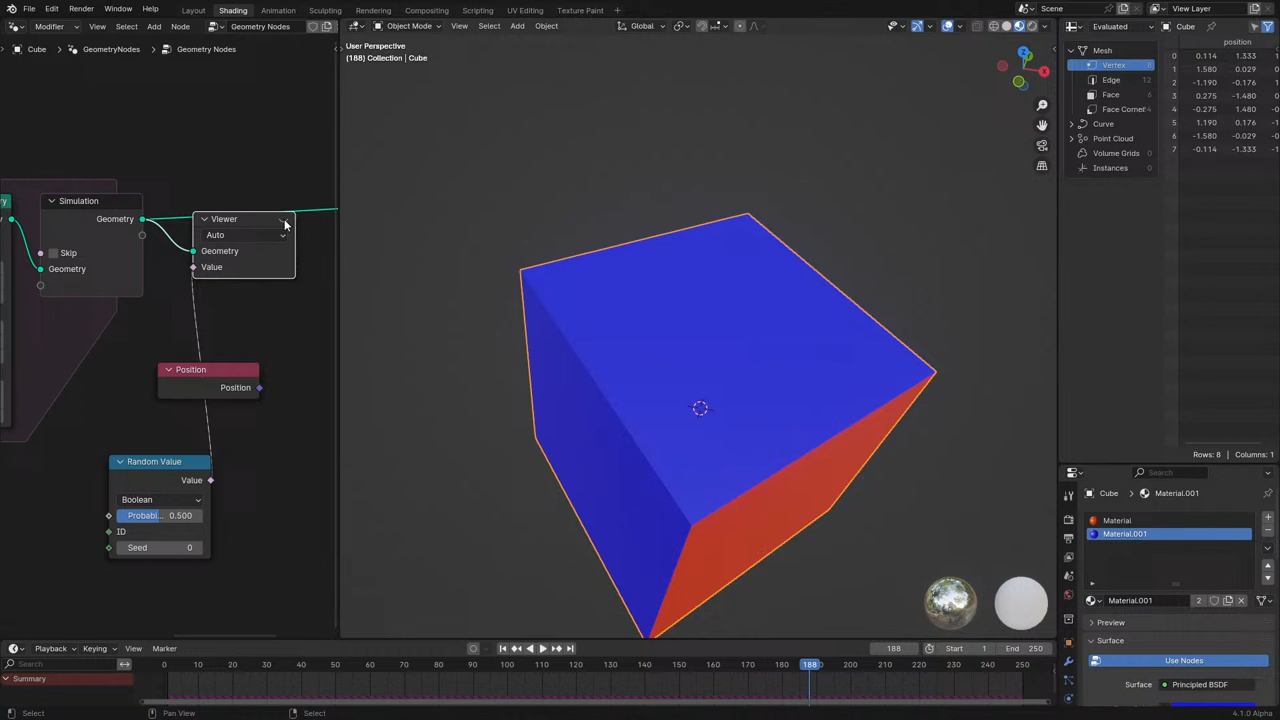 File Edit Render Window Help Layout Shading Animation Rendering Compositing Scripting UV Editing Texture Paint + Scene View Layer
Modifier View Select Add Node Geometry Nodes Object Mode View Select Add Object Global Evaluated Cube
Cube GeometryNodes Geometry Nodes
User Perspective
(188) Collection | Cube
Z
X
position
Mesh
Vertex 8
Edge 12
Face 6
Face Corner
Curve
Point Cloud 0
Volume Grids 0
Instances 0
0 0.114 1.333
1 1.580 0.029
2 -1.190 -0.176
3 0.275 -1.480
4 -0.275 1.480
5 1.190 0.176
6 -1.580 -0.029
7 -0.114 -1.333
Simulation
Geometry
Skip
Geometry
Viewer
Auto
Geometry
Value
Position
Position
Random Value
Value
Boolean
Probabi... 0.500
ID
Seed 0
Rows: 8 | Columns: 1
Search
Cube Material.001
Material
Material.001
Material.001 2
Preview
Surface
Use Nodes
Surface Principled BSDF
Playback Keying View Marker 188 Start 1 End 250
Search
Summary
0 10 20 30 40 50 60 70 80 90 100 110 120 130 140 150 160 170 180 188 200 210 220 230 240 250
Select Pan View Select 4.1.0 Alpha